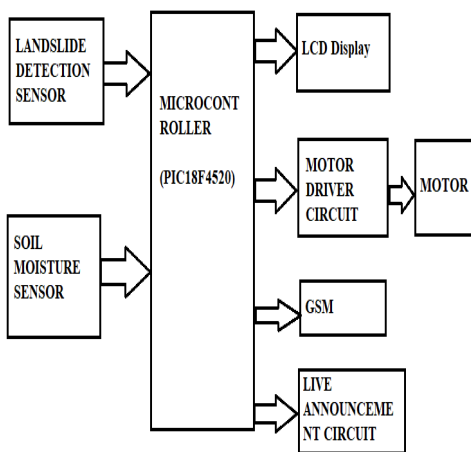 LANDSLIDE
DETECTION
SENSOR
SOIL
MOISTURE
SENSOR
MICROCONT
ROLLER
(PIC18F4520)
LCD Display
MOTOR
DRIVER
CIRCUIT
MOTOR
GSM
LIVE
ANNOUNCEME
NT CIRCUIT